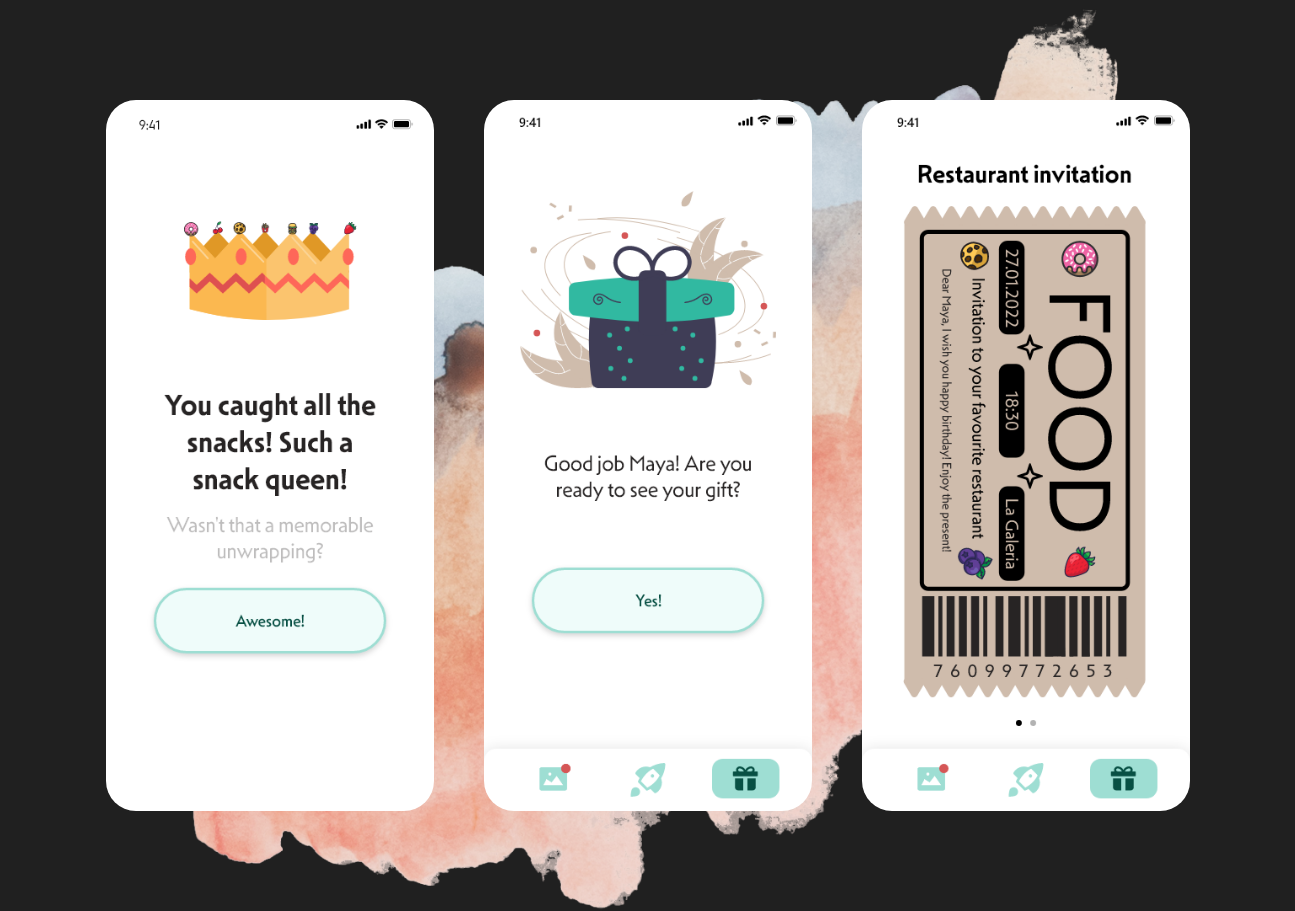 9:41
You caught all the
snacks! Such a
snack queen!
Wasn't that a memorable
unwrapping?
Awesome!
9:41
Good job Maya! Are you
ready to see your gift?
Yes!
9:41
Restaurant invitation
FOOD
27.01.2022
18:30
La Galeria
Invitation to your favourite restaurant
Dear Maya, I wish you happy birthday! Enjoy the present!
76099772653